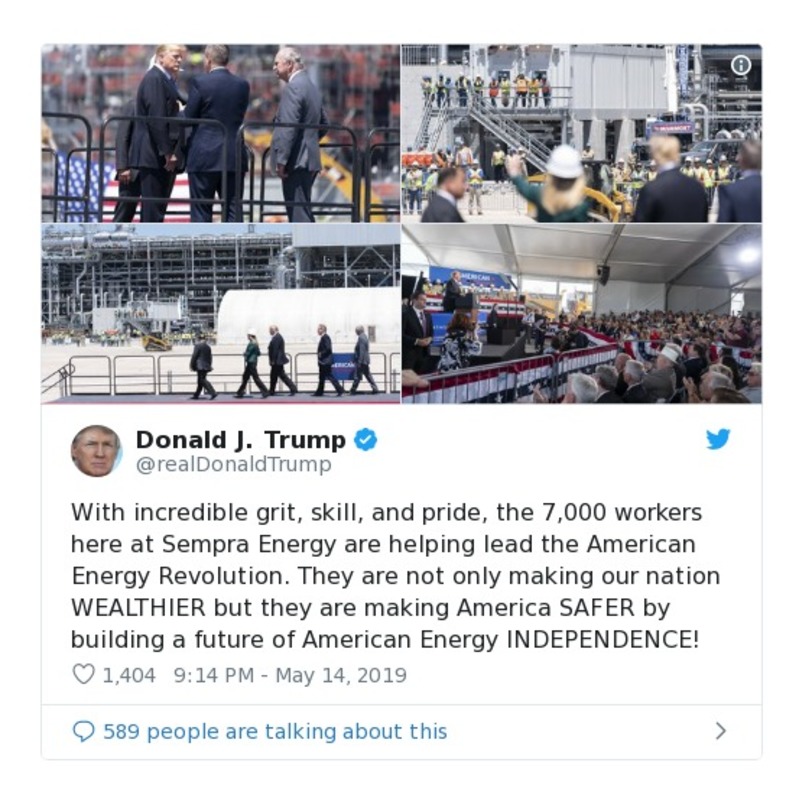 AMERICAN
Donald J. Trump
@realDonaldTrump
With incredible grit, skill, and pride, the 7,000 workers
here at Sempra Energy are helping lead the American
Energy Revolution. They are not only making our nation
WEALTHIER but they are making America SAFER by
building a future of American Energy INDEPENDENCE!
1,404 9:14 PM - May 14, 2019
589 people are talking about this